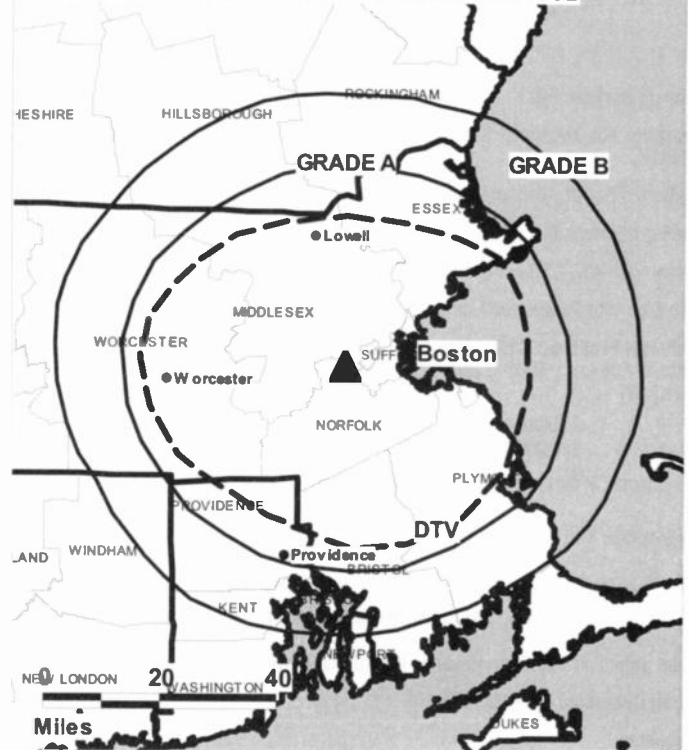 ROCKINGHAM
HESHIRE
HILLSBOROUGH
GRADE A
GRADE B
ESSEX
Lowell
MIDDLESEX
WORCESTER
SUFF
Boston
Worcester
NORFOLK
PLYM
PROVIDENCE
DTV
WINDHAM
LAND
Providence
BRISTOL
KENT
NEWPORT
NEW LONDON
0 20 40
WASHINGTON
Miles
DUKES